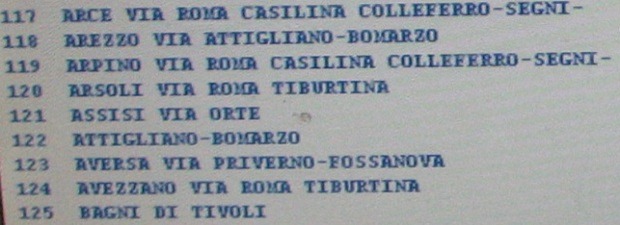 117 ARCE VIA ROMA CASILINA COLLEFERRO-SEGNI-
118 AREZZO VIA ATTIGLIANO-BOMARZO
119 ARPINO VIA ROMA CASILINA COLLEFERRO-SEGNI-
120 ARSOLI VIA ROMA TIBURTINA
121 ASSISI VIA ORTE
122 ATTIGLIANO-BOMARZO
123 AVERSA VIA PRIVERNO-FOSSANOVA
124 AVEZZANO VIA ROMA TIBURTINA
125 BAGNI DI TIVOLI